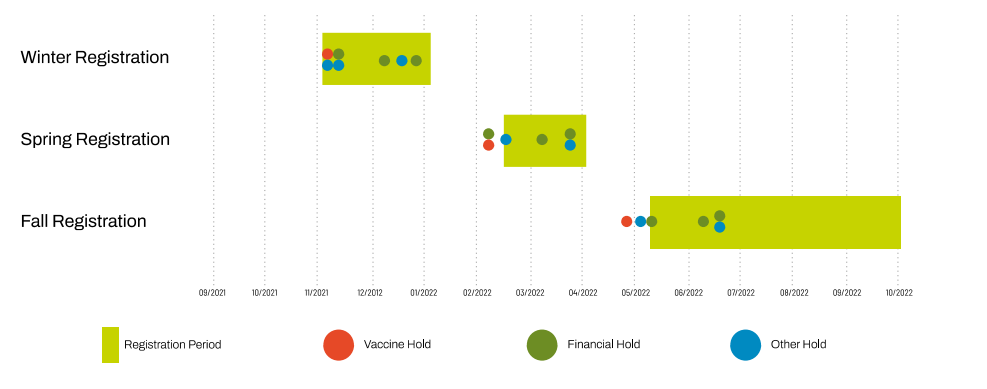 Winter Registration
Spring Registration
Fall Registration
09/2021 10/2021 11/2021 12/2012 01/2022 02/2022 03/2022 04/2022 05/2022 06/2022 07/2022 08/2022 09/2022 10/2022
Registration Period Vaccine Hold Financial Hold Other Hold